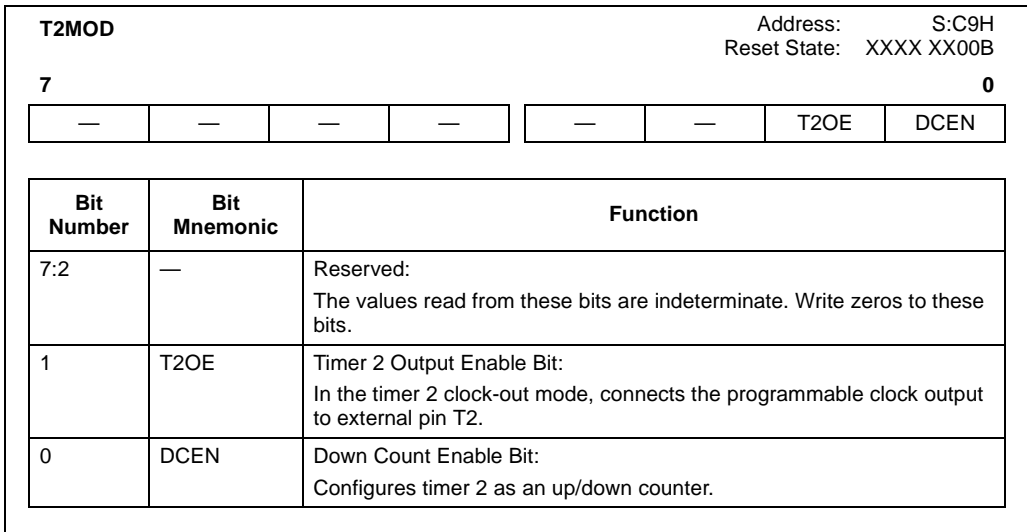 T2MOD Address: S:C9H
Reset State: XXXX XX00B
7 0
— — — — — — T2OE DCEN
Bit Number Bit Mnemonic Function
7:2 — Reserved:
The values read from these bits are indeterminate. Write zeros to these
bits.
1 T2OE Timer 2 Output Enable Bit:
In the timer 2 clock-out mode, connects the programmable clock output
to external pin T2.
0 DCEN Down Count Enable Bit:
Configures timer 2 as an up/down counter.